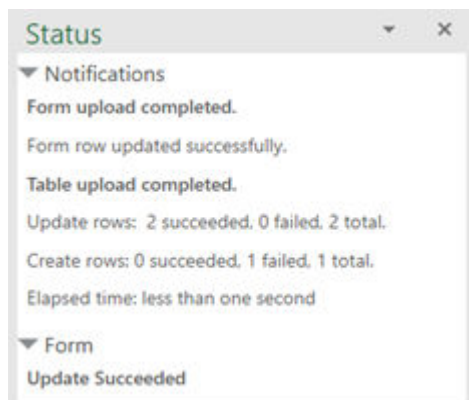 Status
Notifications
Form upload completed.
Form row updated successfully.
Table upload completed.
Update rows:  2 succeeded, 0 failed, 2 total.
Create rows: 0 succeeded, 1 failed, 1 total.
Elapsed time: less than one second
Form
Update Succeeded